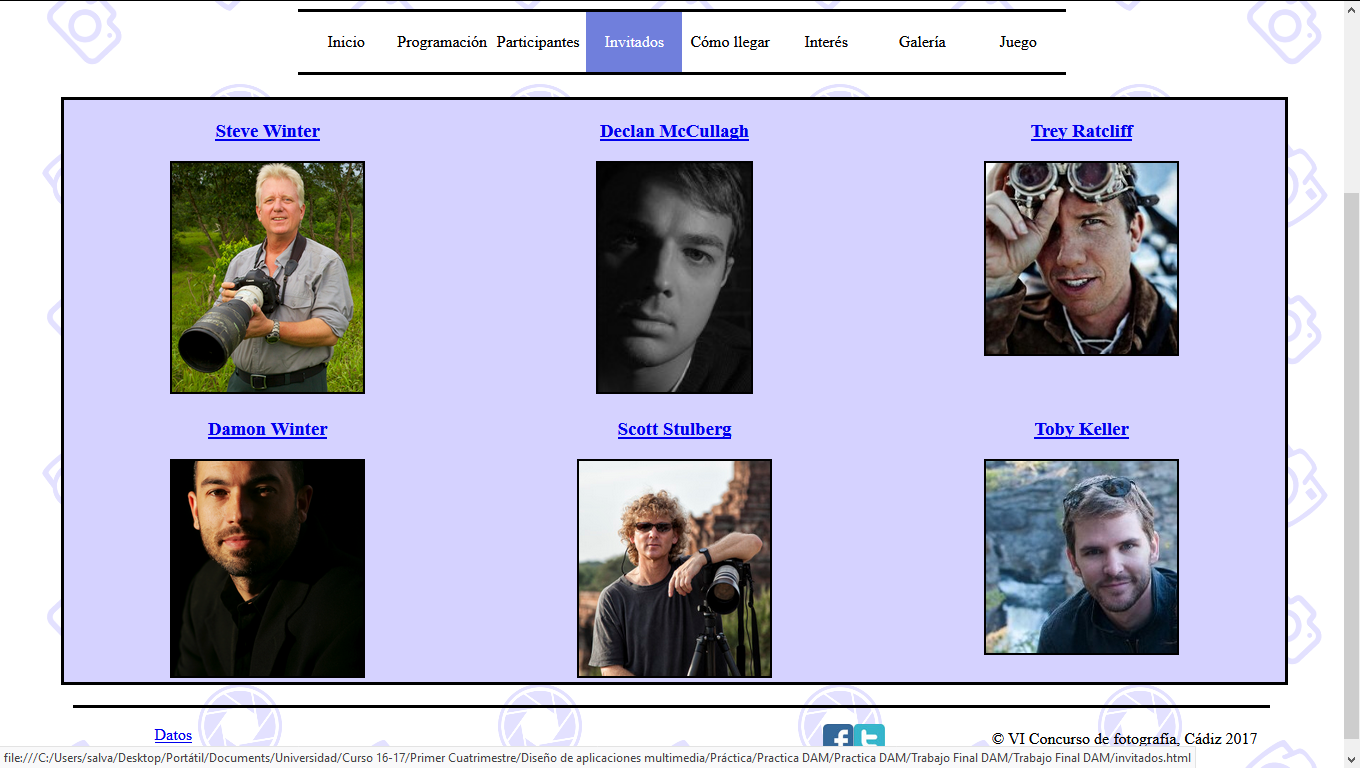 Inicio Programación Participantes Invitados Cómo llegar Interés Galería Juego
Steve Winter Declan McCullagh Trey Ratcliff
Damon Winter Scott Stulberg Toby Keller
Datos © VI Concurso de fotografía, Cádiz 2017
file:///C:/Users/salva/Desktop/Portátil/Documents/Universidad/Curso 16-17/Primer Cuatrimestre/Diseño de aplicaciones multimedia/Práctica/Practica DAM/Practica DAM/Trabajo Final DAM/Trabajo Final DAM/invitados.html